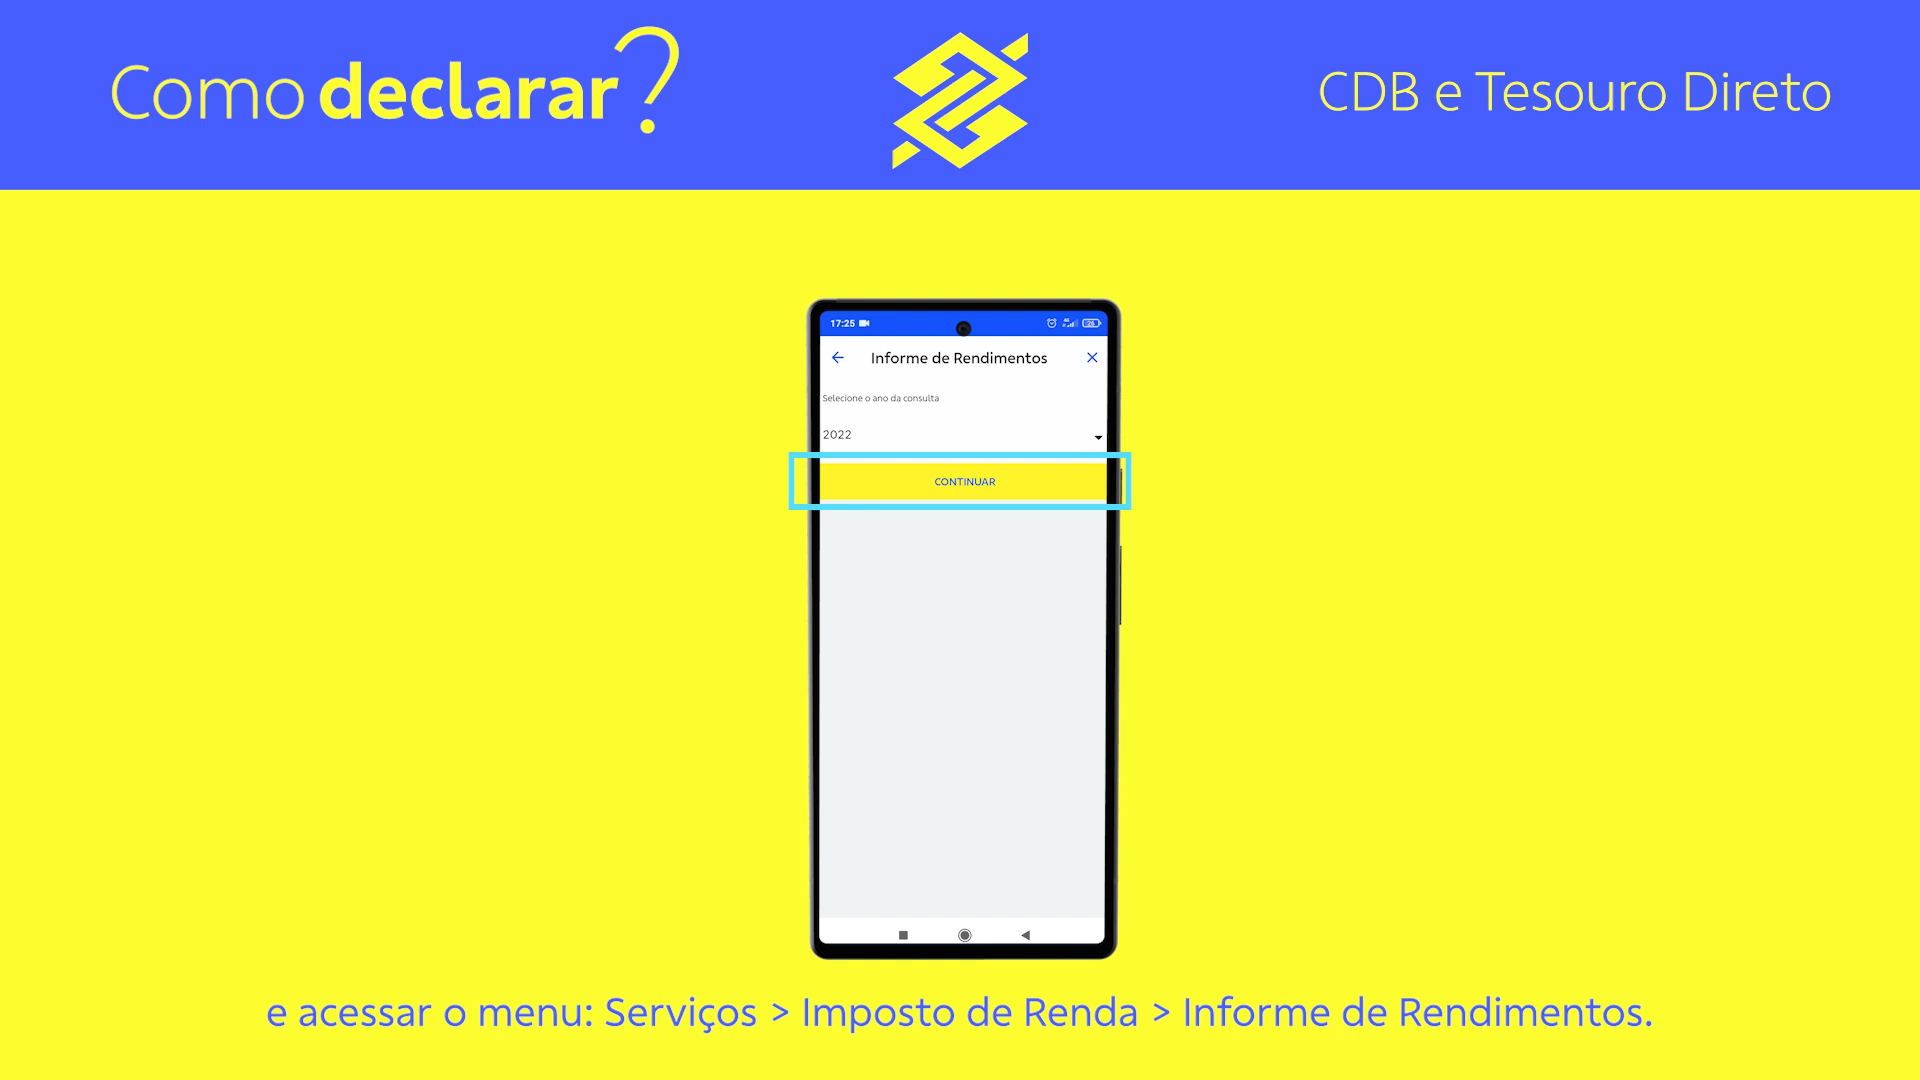 Como declarar?
CDB e Tesouro Direto
17:25
Informe de Rendimentos
Selecione o ano da consulta
2022
CONTINUAR
e acessar o menu: Serviços > Imposto de Renda > Informe de Rendimentos.